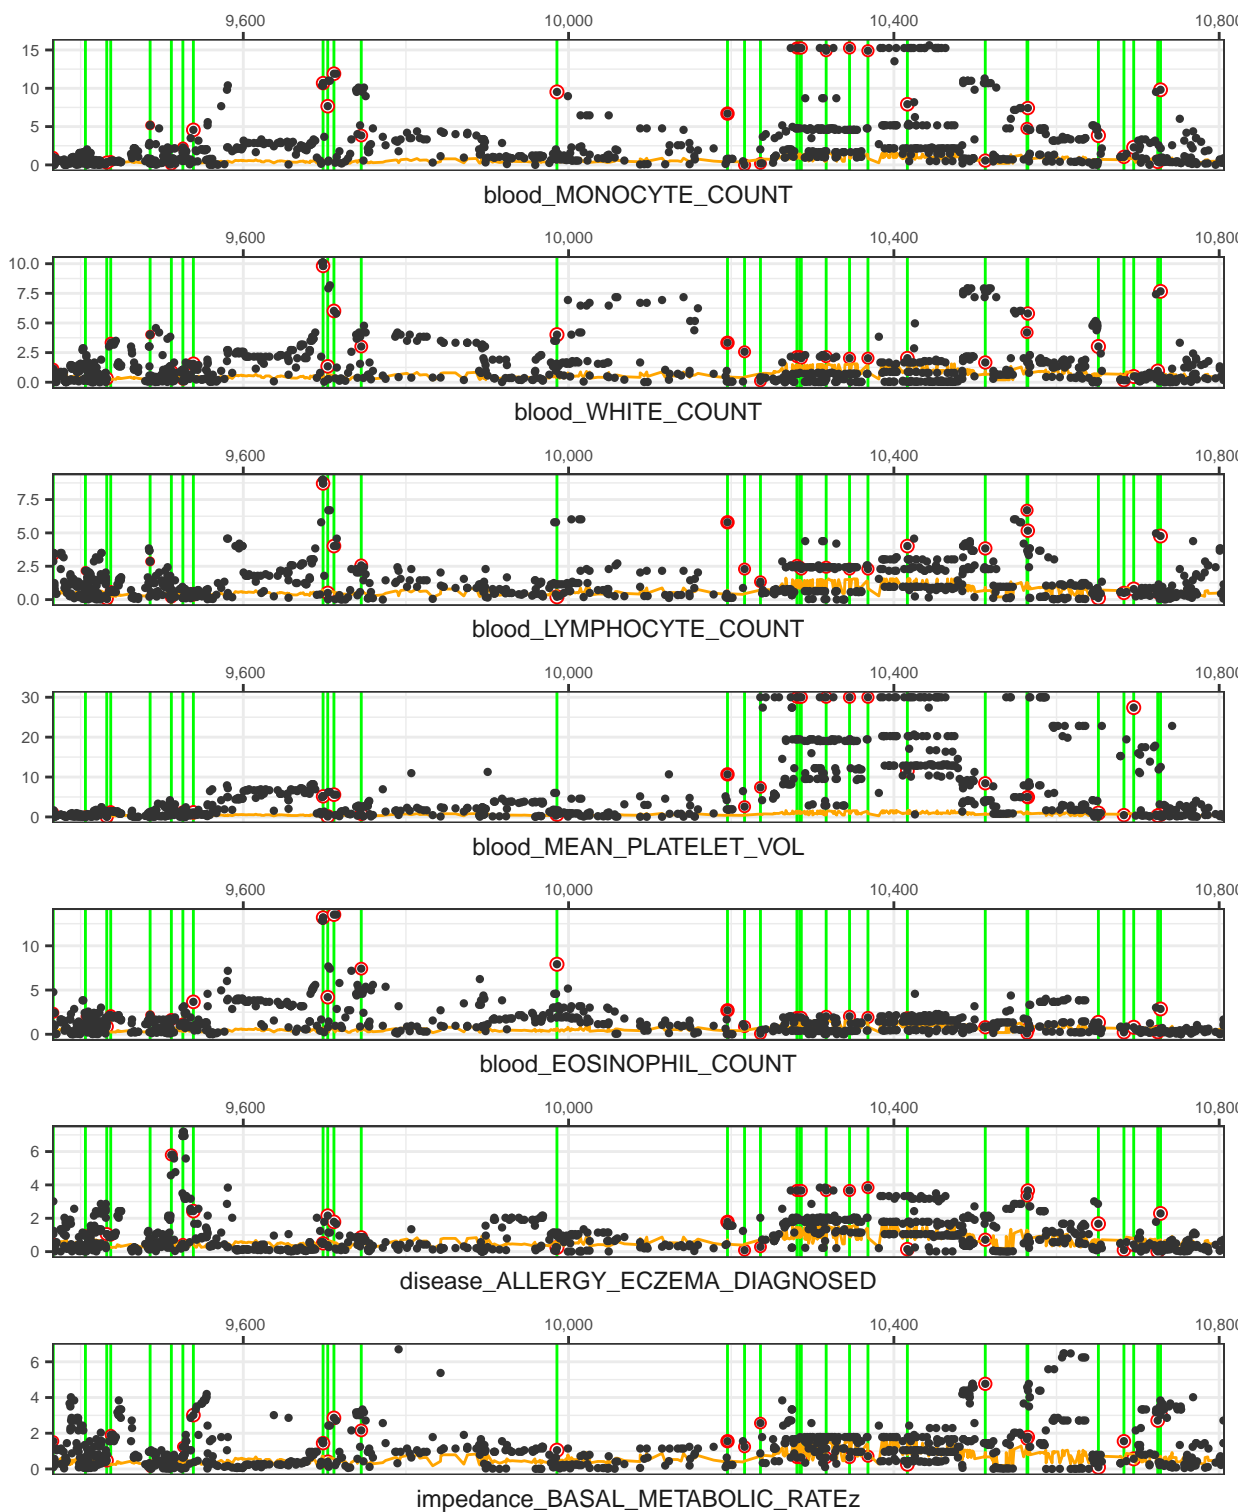 9,600 10,000 10,400 10,800
15
10
5
0
blood_MONOCYTE_COUNT
9,600 10,000 10,400 10,800
10.0
7.5
5.0
2.5
0.0
blood_WHITE_COUNT
9,600 10,000 10,400 10,800
7.5
5.0
2.5
0.0
blood_LYMPHOCYTE_COUNT
9,600 10,000 10,400 10,800
30
20
10
0
blood_MEAN_PLATELET_VOL
9,600 10,000 10,400 10,800
10
5
0
blood_EOSINOPHIL_COUNT
9,600 10,000 10,400 10,800
6
4
2
0
disease_ALLERGY_ECZEMA_DIAGNOSED
9,600 10,000 10,400 10,800
6
4
2
0
impedance_BASAL_METABOLIC_RATEz